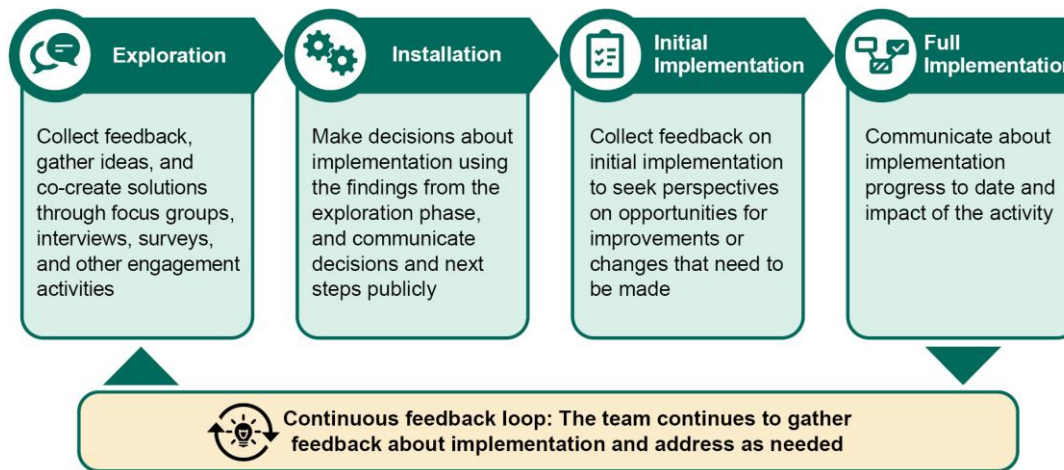 Exploration
Collect feedback,
gather ideas, and
co-create solutions
through focus groups,
interviews, surveys,
and other engagement
activities
Installation
Make decisions about
implementation using
the findings from the
exploration phase,
and communicate
decisions and next
steps publicly
Initial
Implementation
Collect feedback on
initial implementation
to seek perspectives
on opportunities for
improvements or
changes that need to
be made
Full
Implementation
Communicate about
implementation
progress to date and
impact of the activity
Continuous feedback loop: The team continues to gather
feedback about implementation and address as needed